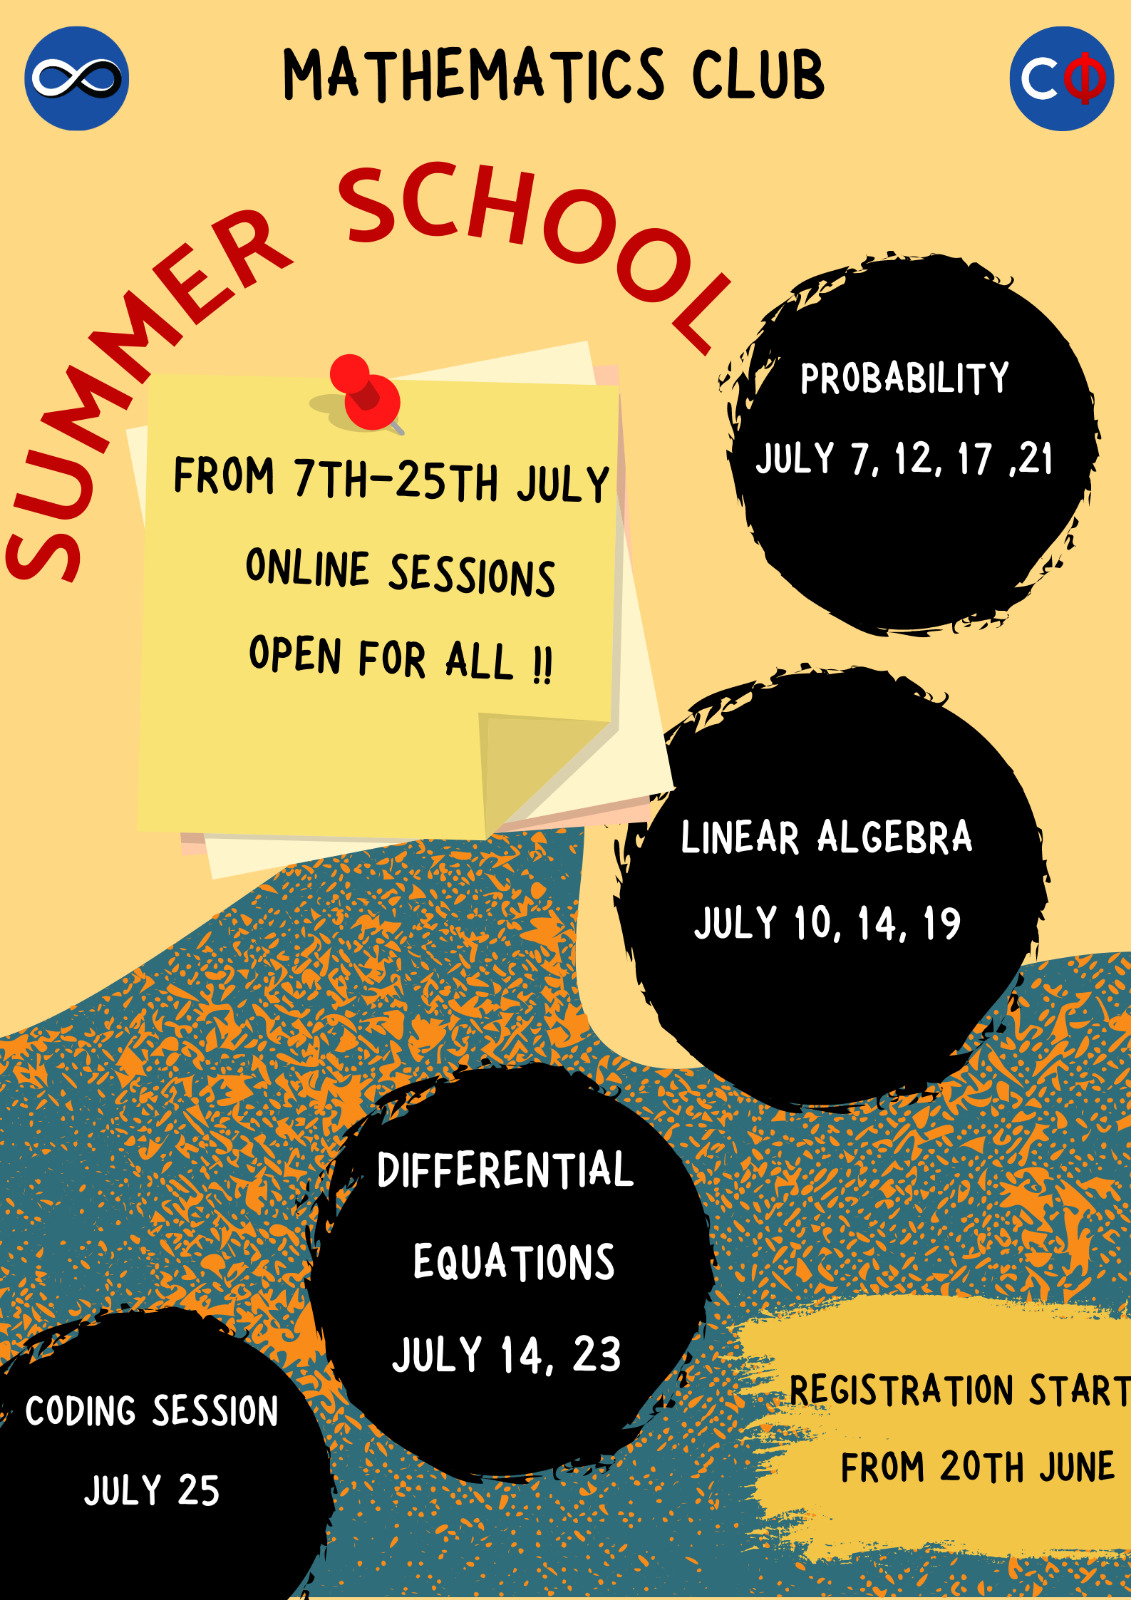 MATHEMATICS CLUB
CΦ
SUMMER SCHOOL
FROM 7TH-25TH JULY
ONLINE SESSIONS
OPEN FOR ALL !!
PROBABILITY
JULY 7, 12, 17 ,21
LINEAR ALGEBRA
JULY 10, 14, 19
DIFFERENTIAL
EQUATIONS
JULY 14, 23
CODING SESSION
JULY 25
REGISTRATION START
FROM 20TH JUNE